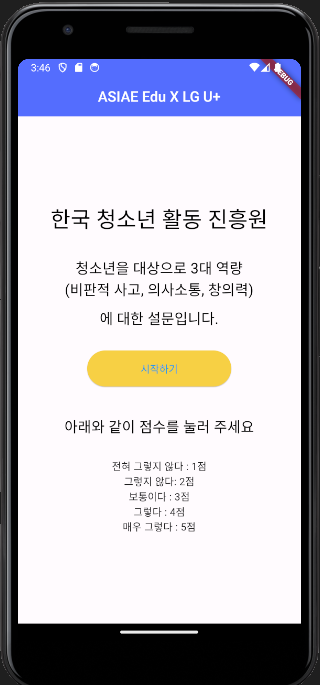 3:46
DEBUG
ASIAE Edu X LG U+
한국 청소년 활동 진흥원
청소년을 대상으로 3대 역량
(비판적 사고, 의사소통, 창의력)
에 대한 설문입니다.
시작하기
아래와 같이 점수를 눌러 주세요
전혀 그렇지 않다 : 1점
그렇지 않다: 2점
보통이다 : 3점
그렇다 : 4점
매우 그렇다 : 5점